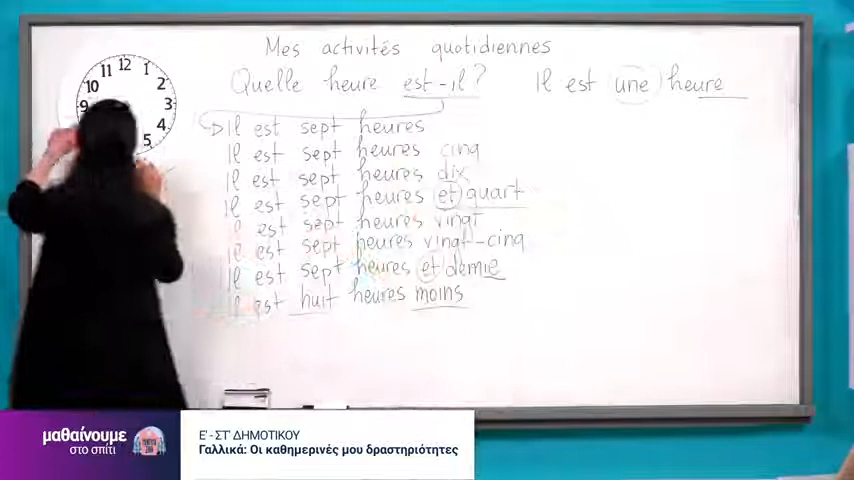 Mes activités quotidiennes
Quelle heure est-il? Il est une heure
12
11 1
10 2
9 3
4
5
Il est sept heures
Il est sept heures cinq
Il est sept heures dix
Il est sept heures et quart
Il est sept heures vingt
Il est sept heures vingt-cinq
Il est sept heures et demie
Il est huit heures moins
μαθαίνουμε
στο σπίτι
Ε' - ΣΤ' ΔΗΜΟΤΙΚΟΥ
Γαλλικά: Οι καθημερινές μου δραστηριότητες